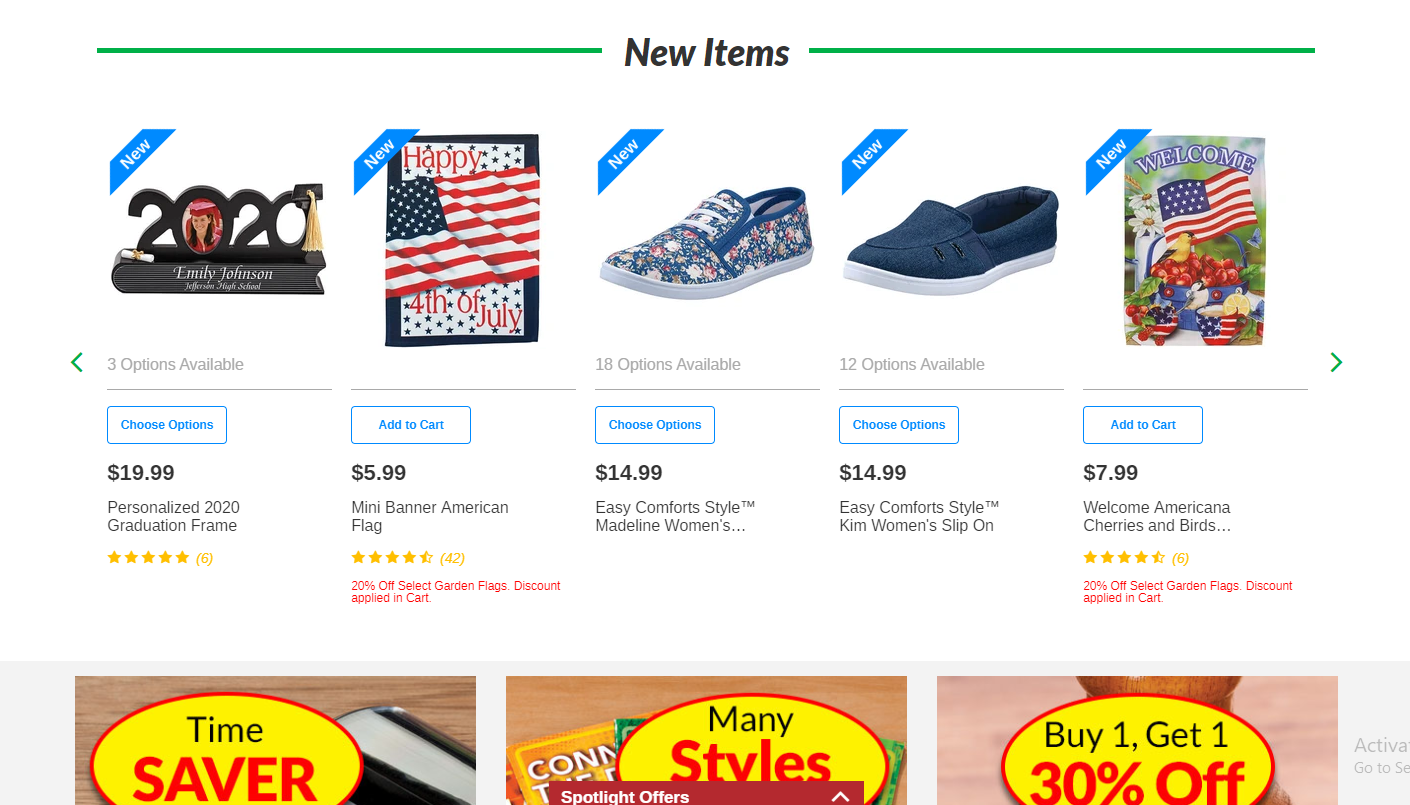 New Items
New
New
New
New
New
2020
Emily Johnson
Jefferson High School
Happy
4th of
July
WELCOME
3 Options Available
18 Options Available
12 Options Available
Choose Options
Add to Cart
Choose Options
Choose Options
Add to Cart
$19.99
$5.99
$14.99
$14.99
$7.99
Personalized 2020
Graduation Frame
Mini Banner American
Flag
Easy Comforts Style™
Madeline Women's…
Easy Comforts Style™
Kim Women's Slip On
Welcome Americana
Cherries and Birds…
(6)
(42)
(6)
20% Off Select Garden Flags. Discount
applied in Cart.
20% Off Select Garden Flags. Discount
applied in Cart.
Time
SAVER
CONN
THE D
Many
Styles
Buy 1, Get 1
30% Off
Spotlight Offers
Activa
Go to Se